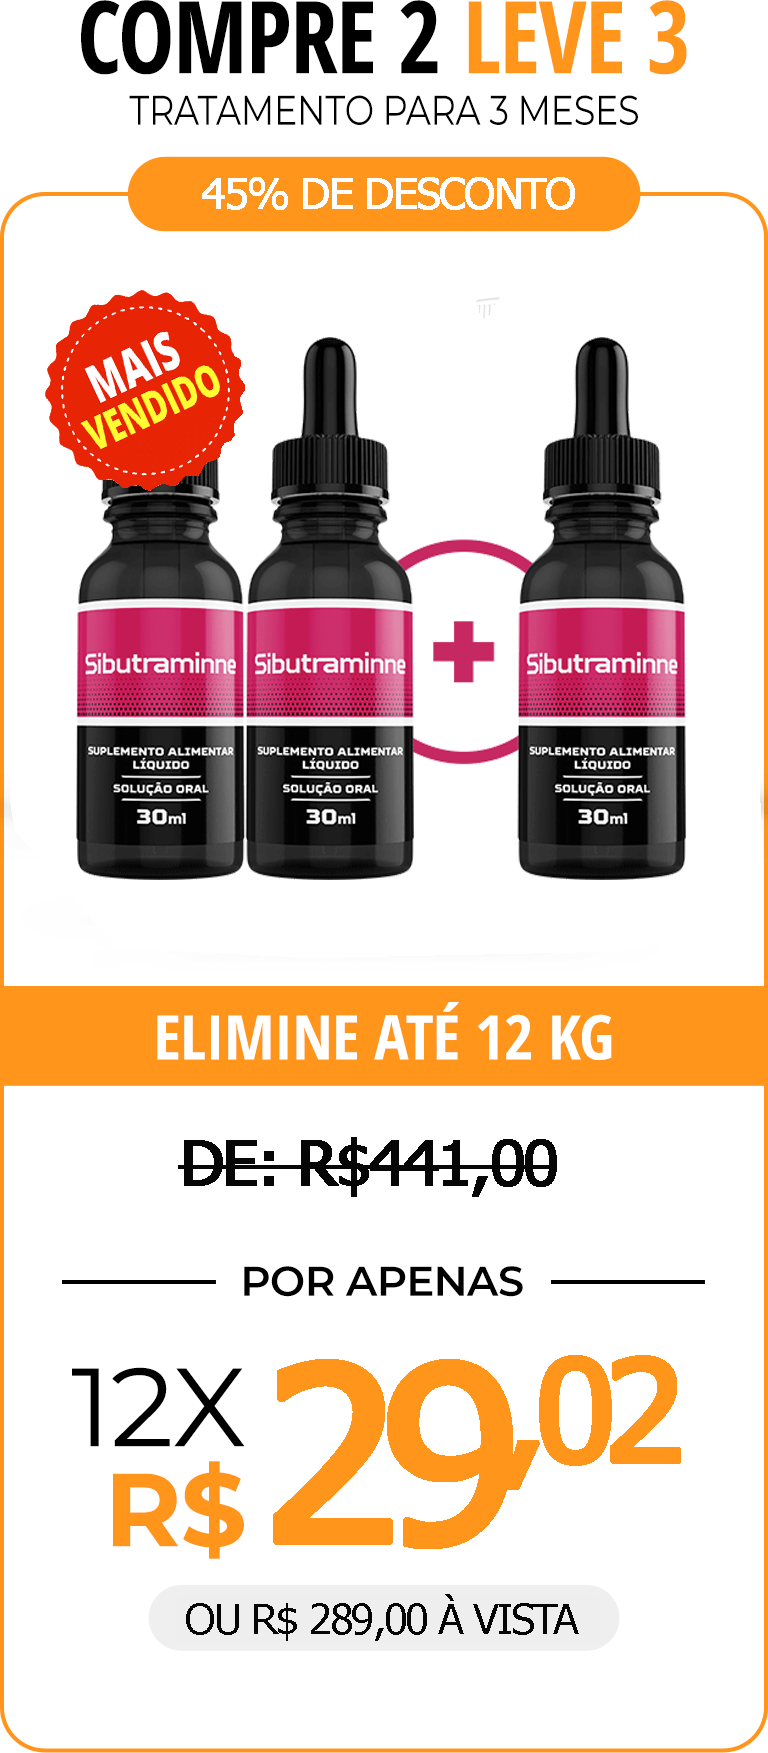 COMPRE 2 LEVE 3
TRATAMENTO PARA 3 MESES
45% DE DESCONTO
MAIS
VENDIDO
Sibutraminne
SUPLEMENTO ALIMENTAR
LÍQUIDO
SOLUÇÃO ORAL
30ml
Sibutraminne
SUPLEMENTO ALIMENTAR
LÍQUIDO
SOLUÇÃO ORAL
30ml
+
Sibutraminne
SUPLEMENTO ALIMENTAR
LÍQUIDO
SOLUÇÃO ORAL
30ml
ELIMINE ATÉ 12 KG
DE: R$441,00
POR APENAS
12X
R$ 29,02
OU R$ 289,00 À VISTA